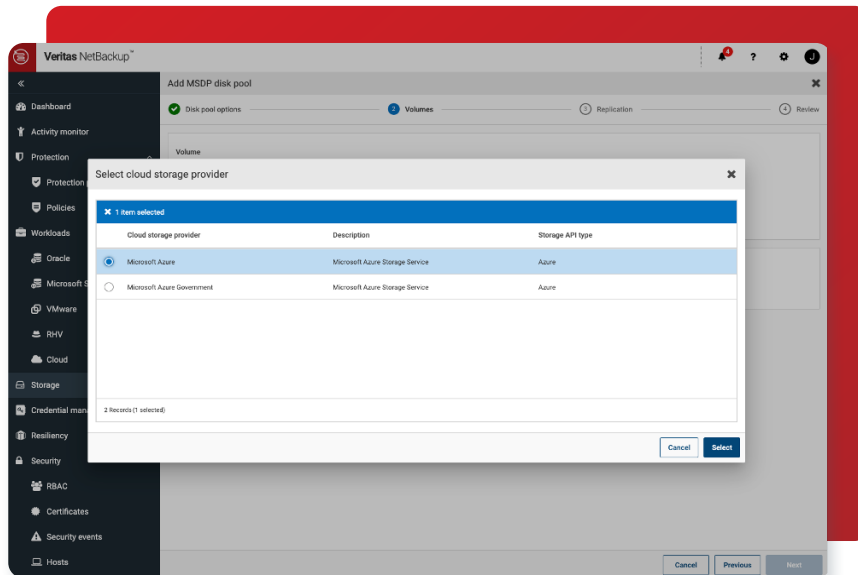 Veritas NetBackup™
4
?
J
«
Add MSDP disk pool
Dashboard
Disk pool options
2 Volumes
3 Replication
4 Review
Activity monitor
Volume
Protection
Select cloud storage provider
Protection
1 item selected
Policies
Cloud storage provider Description Storage API type
Workloads
Oracle
Microsoft Azure Microsoft Azure Storage Service Azure
Microsoft S
Microsoft Azure Government Microsoft Azure Storage Service Azure
VMware
RHV
Cloud
Storage
Credential man
2 Records (1 selected)
Resiliency
Cancel Select
Security
RBAC
Certificates
Security events
Hosts
Cancel Previous Next